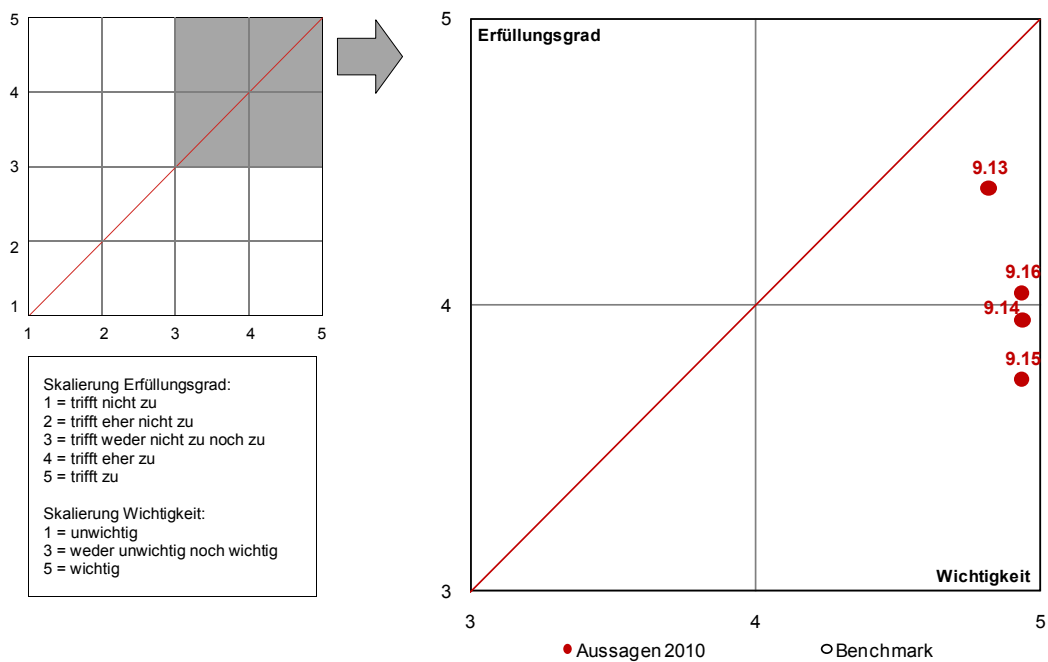 5
4
3
2
1
1 2 3 4 5
Skalierung Erfüllungsgrad:
1 = trifft nicht zu
2 = trifft eher nicht zu
3 = trifft weder nicht zu noch zu
4 = trifft eher zu
5 = trifft zu
Skalierung Wichtigkeit:
1 = unwichtig
3 = weder unwichtig noch wichtig
5 = wichtig
5
Erfüllungsgrad
9.13
9.16
4
9.14
9.15
Wichtigkeit
3
3 4 5
Aussagen 2010 Benchmark